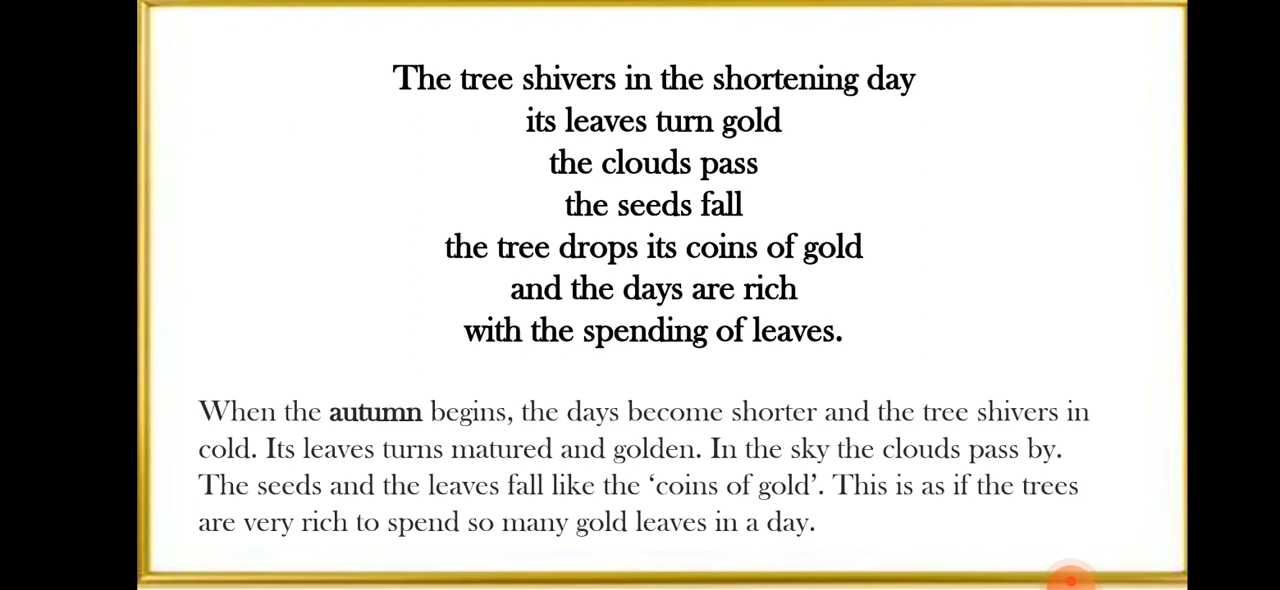 The tree shivers in the shortening day
its leaves turn gold
the clouds pass
the seeds fall
the tree drops its coins of gold
and the days are rich
with the spending of leaves.
When the autumn begins, the days become shorter and the tree shivers in
cold. Its leaves turns matured and golden. In the sky the clouds pass by.
The seeds and the leaves fall like the ‘coins of gold’. This is as if the trees
are very rich to spend so many gold leaves in a day.